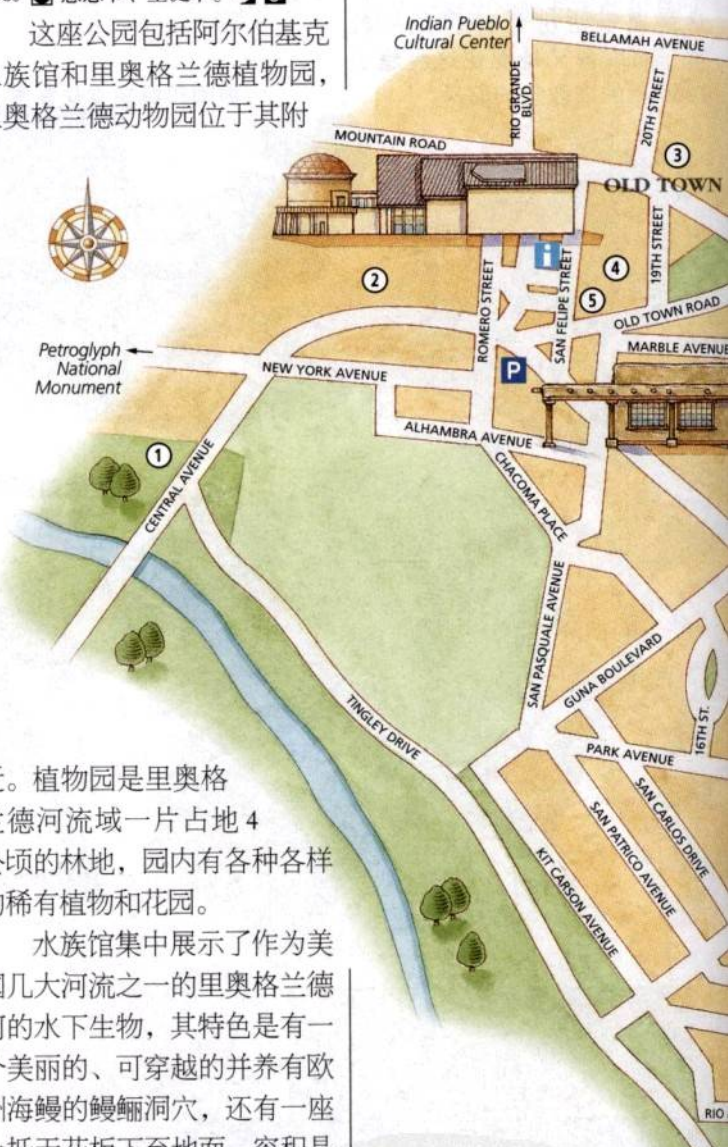 这座公园包括阿尔伯基克
族馆和里奥格兰德植物园，
奥格兰德动物园位于其附
。植物园是里奥格
德河流域一片占地 4
顷的林地，园内有各种各样
稀有植物和花园。
水族馆集中展示了作为美
几大河流之一的里奥格兰德
的水下生物，其特色是有一
美丽的、可穿越的并养有欧
海鳗的鳗鲡洞穴，还有一座
Indian Pueblo
Cultural Center
BELLAMAH AVENUE
RIO GRANDE
BLVD.
20TH STREET
MOUNTAIN ROAD
③
OLD TOWN
19TH STREET
i
②
④
⑤
ROMERO STREET
SAN FELIPE STREET
OLD TOWN ROAD
Petroglyph
National
Monument
MARBLE AVENUE
NEW YORK AVENUE
P
ALHAMBRA AVENUE
①
CENTRAL AVENUE
CHACOMA PLACE
SAN PASQUALE AVENUE
GUNA BOULEVARD
16TH ST.
TINGLEY DRIVE
PARK AVENUE
SAN CARLOS DRIVE
SAN PATRICO AVENUE
KIT CARSON AVENUE
RIO